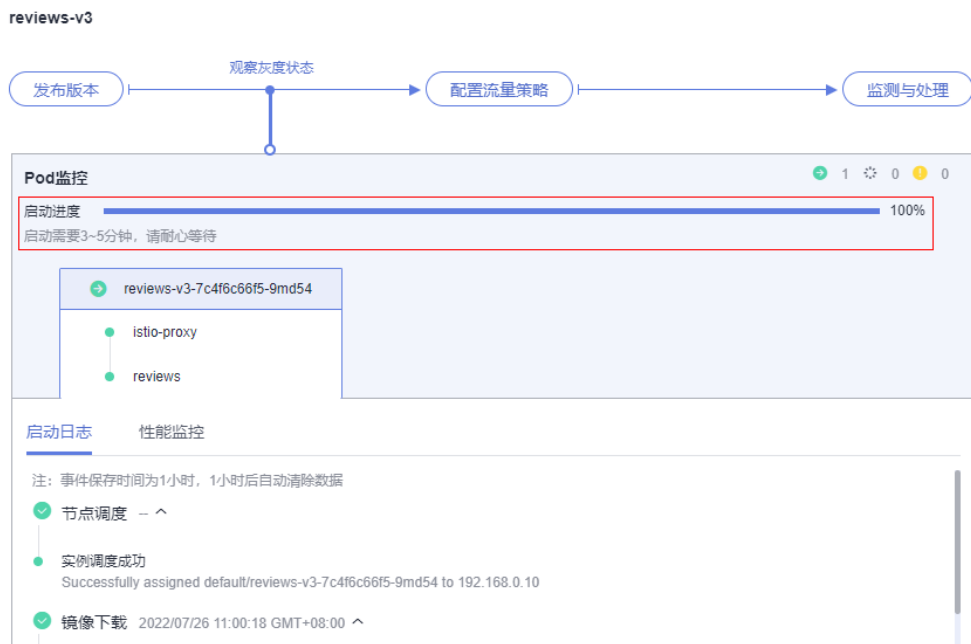 reviews-v3
观察灰度状态
发布版本
配置流量策略
监测与处理
Pod监控
1 0 0
启动进度 100%
启动需要3~5分钟，请耐心等待
reviews-v3-7c4f6c66f5-9md54
istio-proxy
reviews
启动日志 性能监控
注：事件保存时间为1小时，1小时后自动清除数据
节点调度 --
实例调度成功
Successfully assigned default/reviews-v3-7c4f6c66f5-9md54 to 192.168.0.10
镜像下载 2022/07/26 11:00:18 GMT+08:00